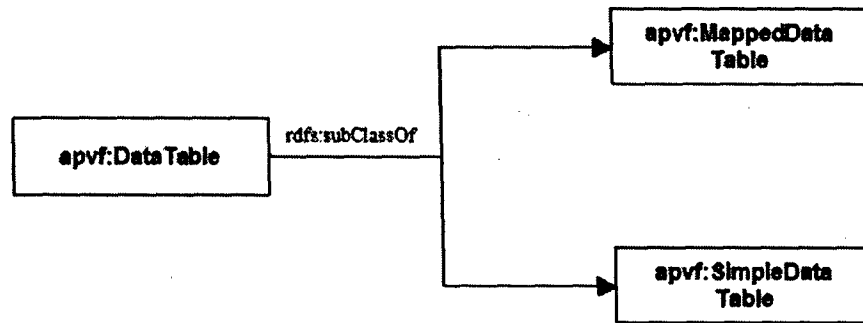 apvf:MappedData
Table
rdfs:subClassOf
apvf:DataTable
apvf:SimpleData
Table